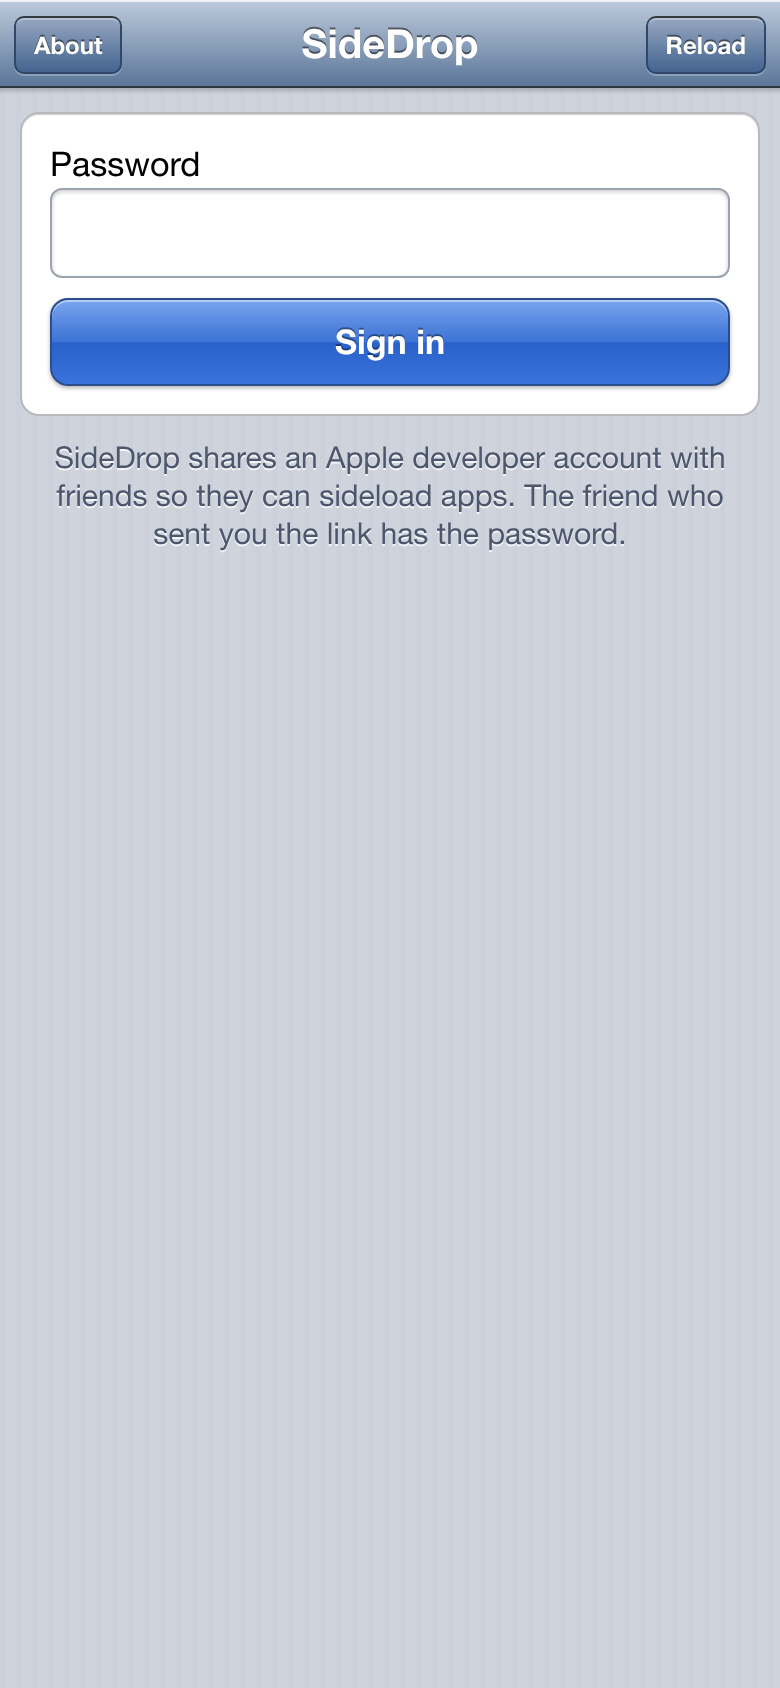 About
SideDrop
Reload
Password
Sign in
SideDrop shares an Apple developer account with
friends so they can sideload apps. The friend who
sent you the link has the password.